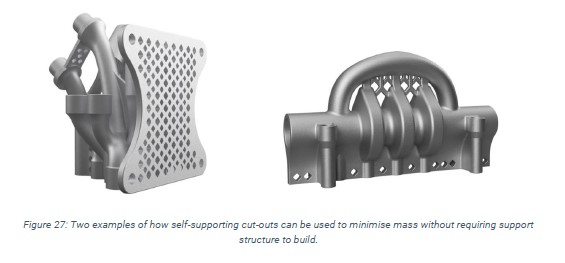 Figure 27: Two examples of how self-supporting cut-outs can be used to minimise mass without requiring support
structure to build.